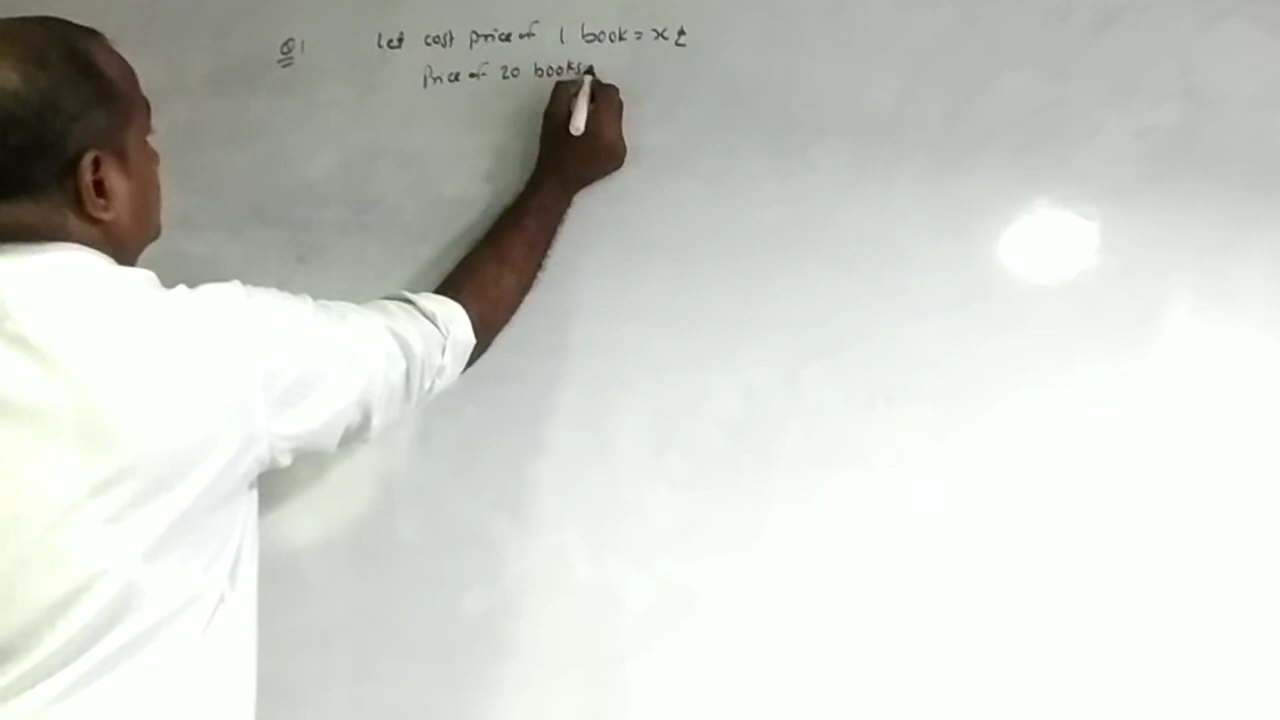 Q1 Let cost price of 1 book = x ₹
Price of 20 books